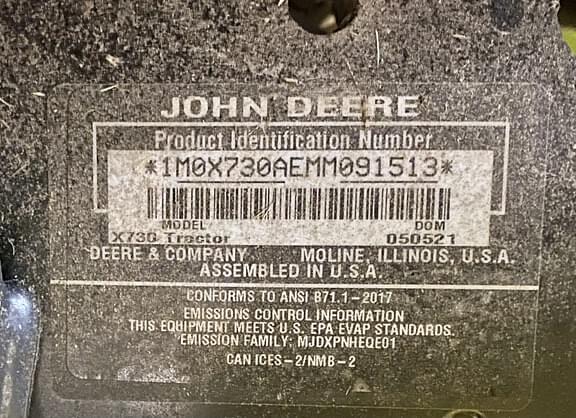 JOHN DEERE
Product Identification Number
*1M0X730AEMM091513*
MODEL DOM
X730 Tractor 050521
DEERE & COMPANY MOLINE, ILLINOIS, U.S.A.
ASSEMBLED IN U.S.A.
CONFORMS TO ANSI B71.1-2017
EMISSIONS CONTROL INFORMATION
THIS EQUIPMENT MEETS U.S. EPA EVAP STANDARDS.
EMISSION FAMILY: MJDXPNHEQE01
CAN ICES-2/NMB-2